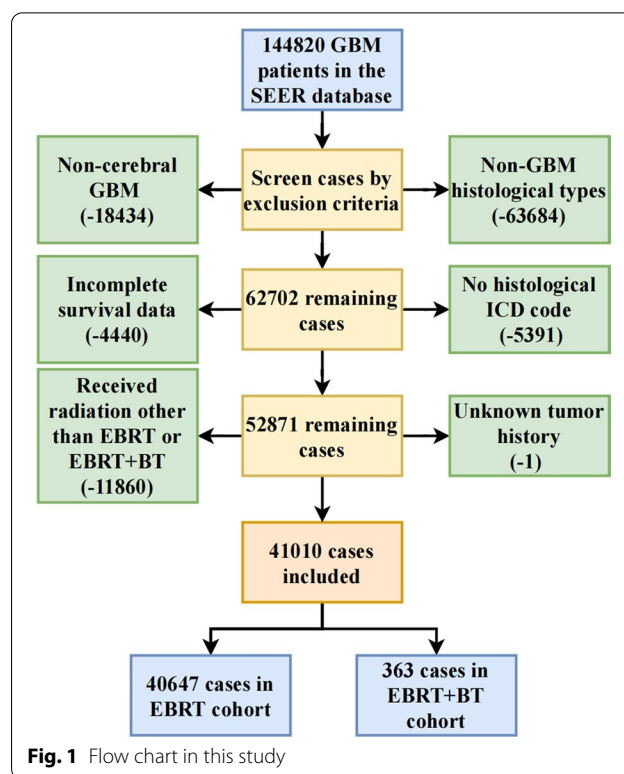 144820 GBM
patients in the
SEER database
Non-cerebral
GBM
(-18434)
Screen cases by
exclusion criteria
Non-GBM
histological types
(-63684)
Incomplete
survival data
(-4440)
62702 remaining
cases
No histological
ICD code
(-5391)
Received
radiation other
than EBRT or
EBRT+BT
(-11860)
52871 remaining
cases
Unknown tumor
history
(-1)
41010 cases
included
40647 cases in
EBRT cohort
363 cases in
EBRT+BT
cohort
Fig. 1 Flow chart in this study